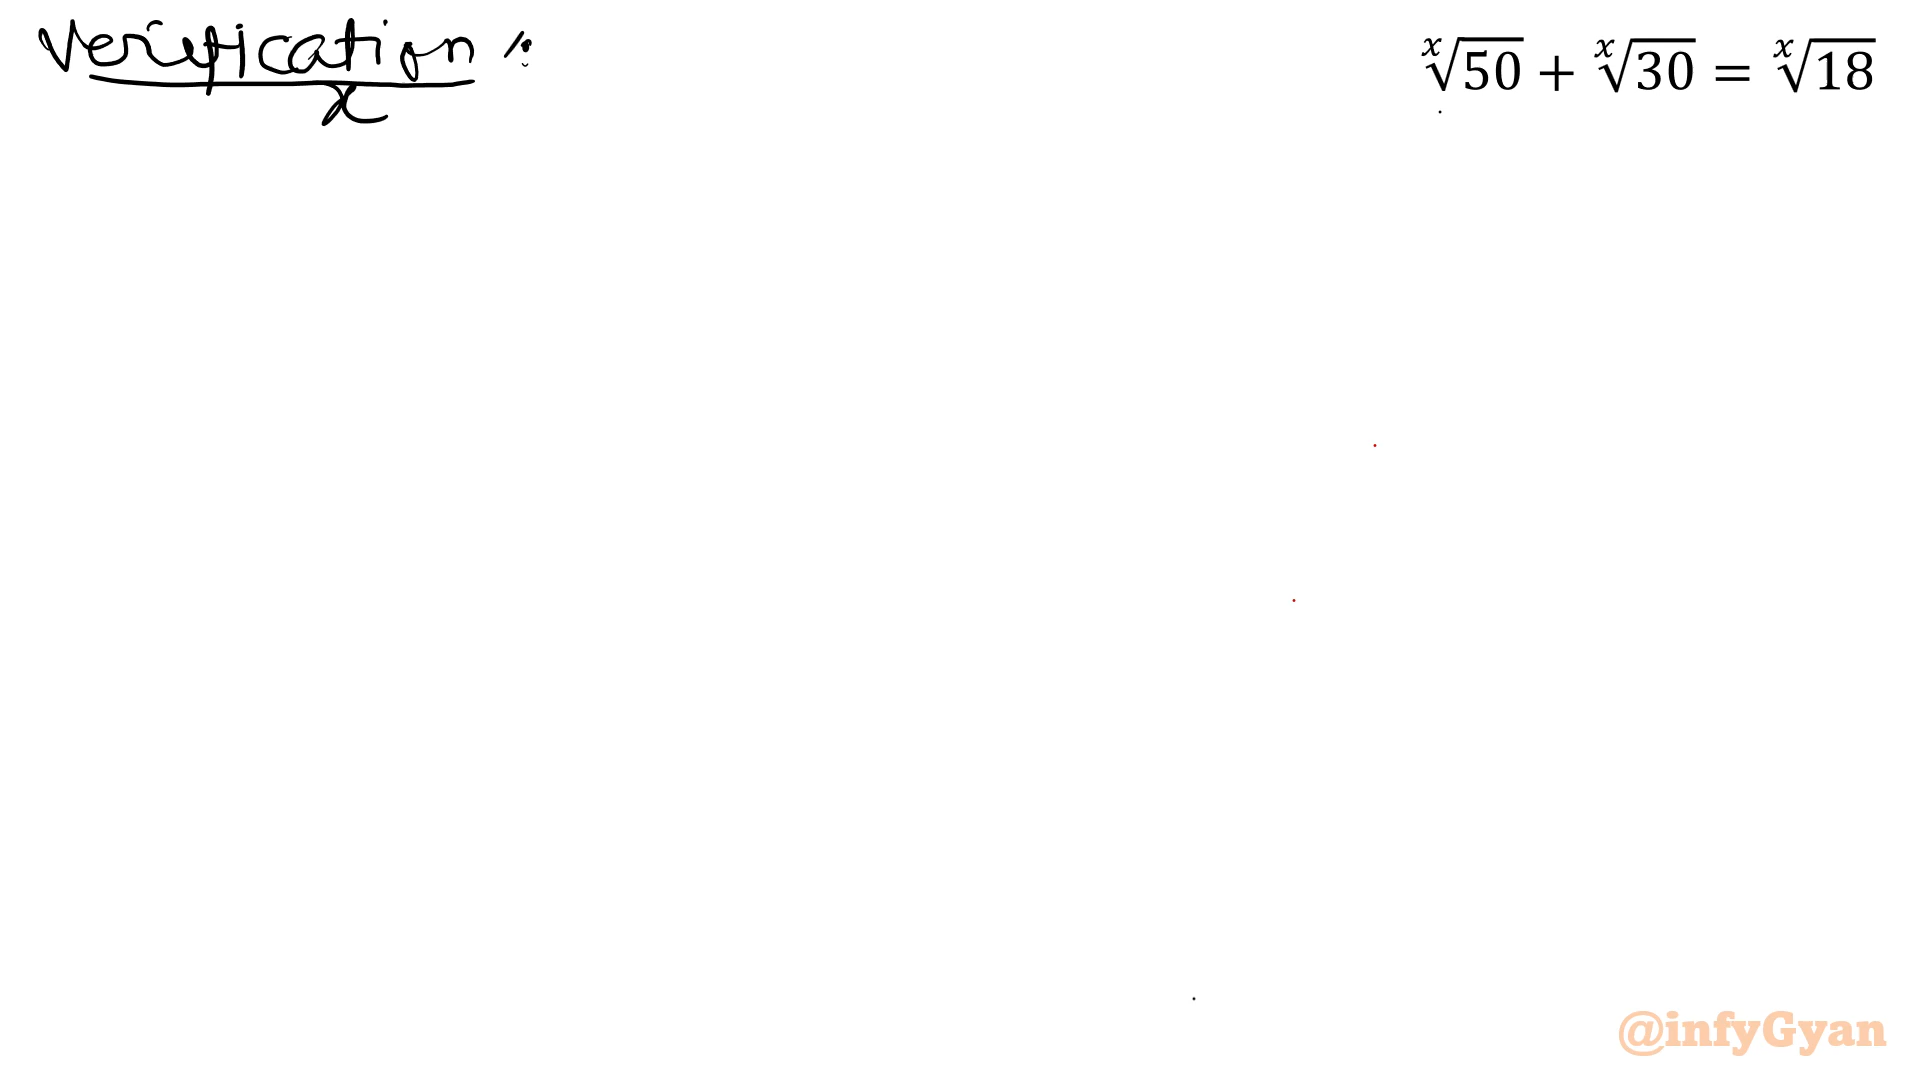 Verification :
x
ˣ√50 + ˣ√30 = ˣ√18
@infyGyan